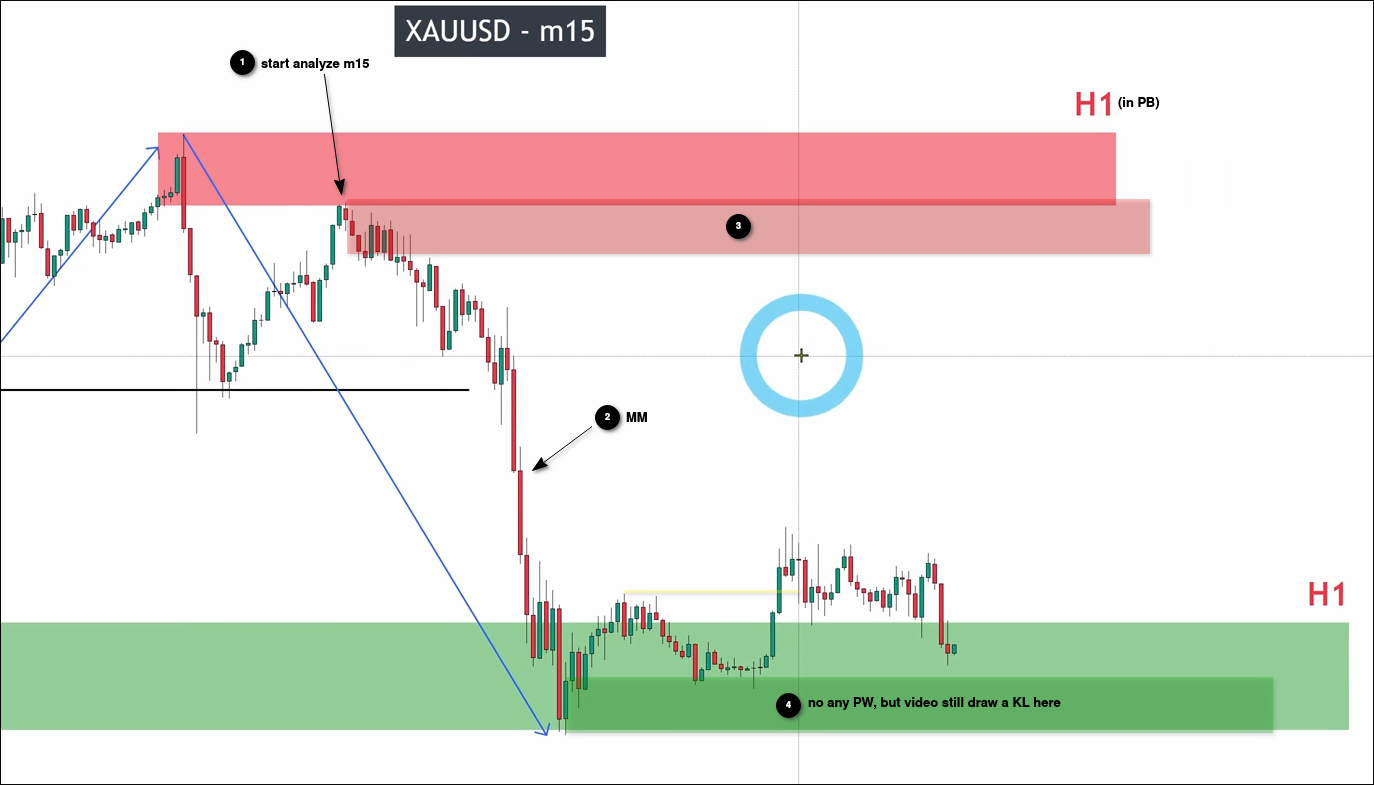 XAUUSD - m15
1 start analyze m15
H1 (in PB)
3
2 MM
H1
4 no any PW, but video still draw a KL here